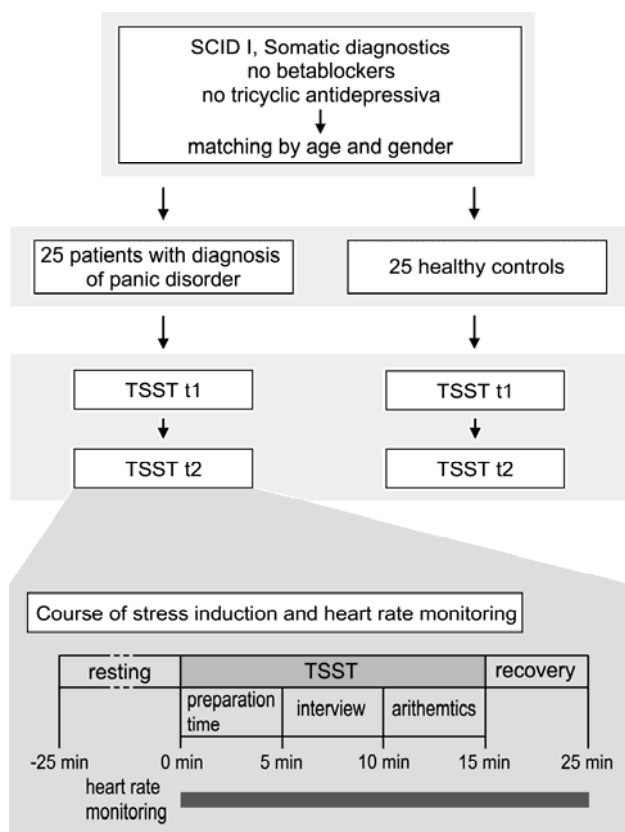 SCID I, Somatic diagnostics
no betablockers
no tricyclic antidepressiva
matching by age and gender
25 patients with diagnosis
of panic disorder
25 healthy controls
TSST t1
TSST t1
TSST t2
TSST t2
Course of stress induction and heart rate monitoring
resting
TSST
recovery
preparation
time
interview
arithemtics
-25 min
0 min
5 min
10 min
15 min
25 min
heart rate
monitoring